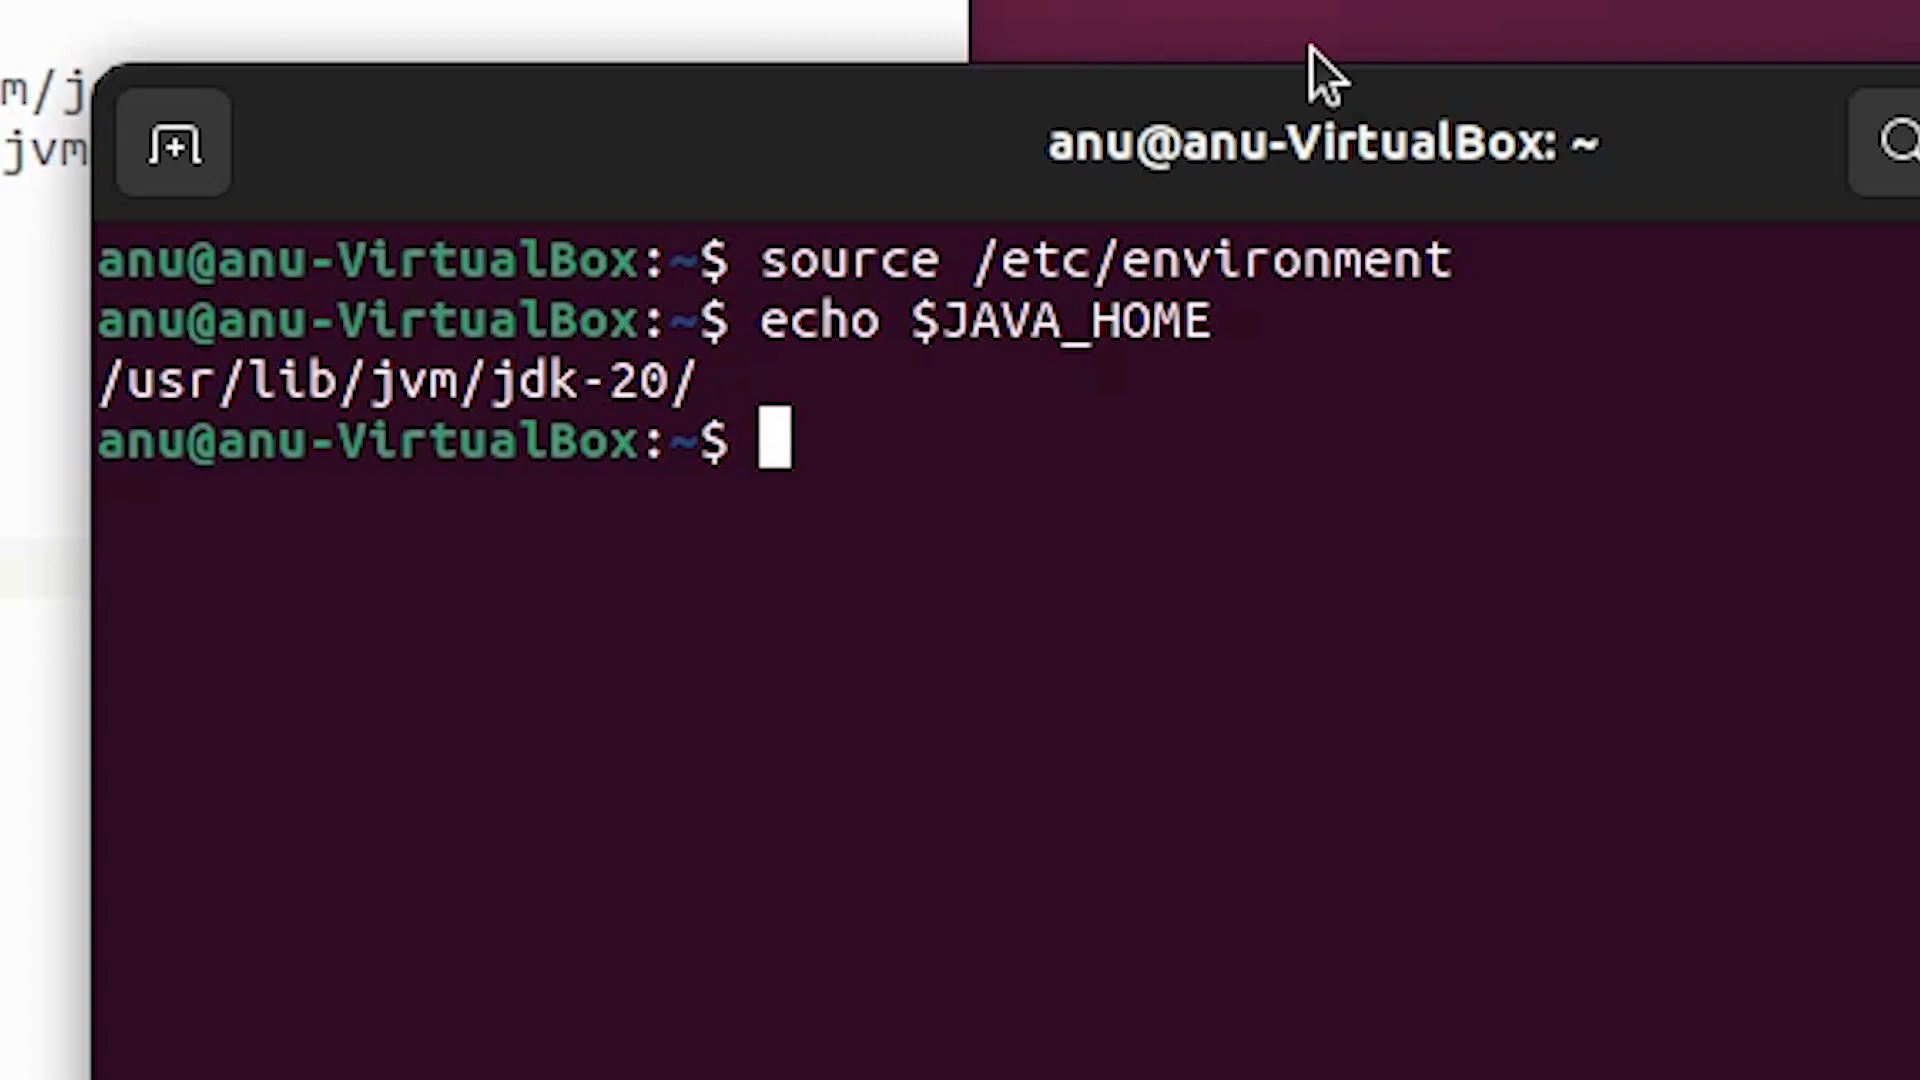 m/j
jvm
anu@anu-VirtualBox: ~
anu@anu-VirtualBox:~$ source /etc/environment
anu@anu-VirtualBox:~$ echo $JAVA_HOME
/usr/lib/jvm/jdk-20/
anu@anu-VirtualBox:~$